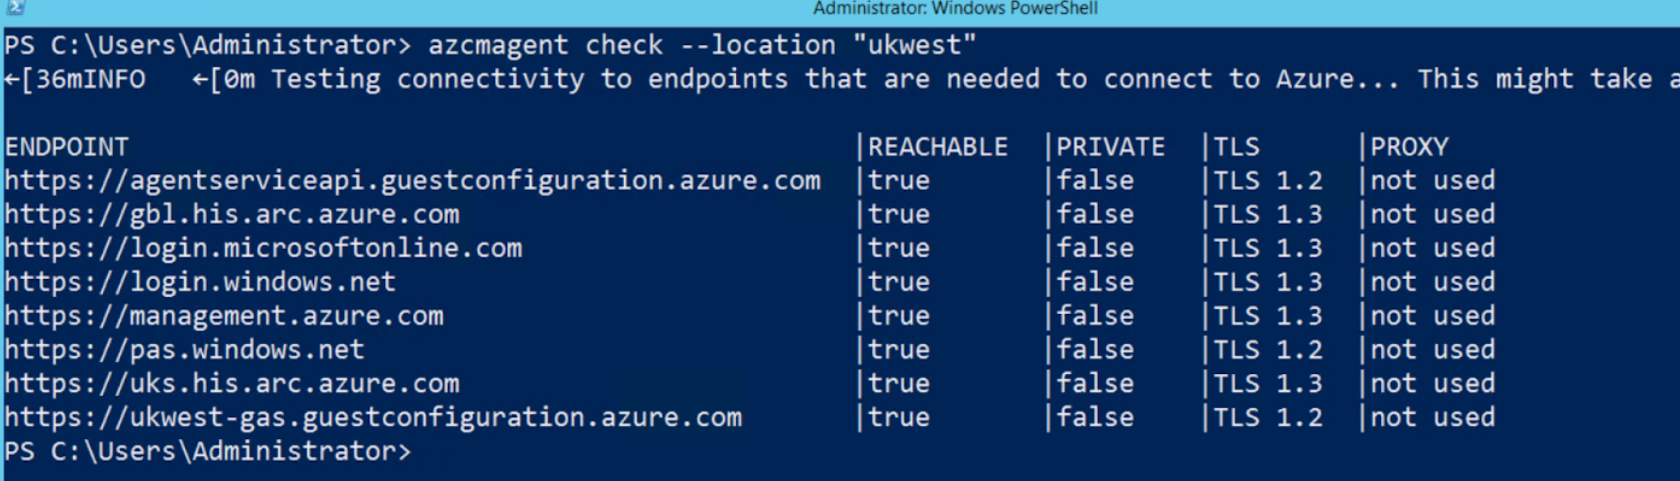 Administrator: Windows PowerShell
PS C:\Users\Administrator> azcmagent check --location "ukwest"
←[36mINFO   ←[0m Testing connectivity to endpoints that are needed to connect to Azure... This might take a
ENDPOINT |REACHABLE |PRIVATE |TLS |PROXY
https://agentserviceapi.guestconfiguration.azure.com |true |false |TLS 1.2 |not used
https://gbl.his.arc.azure.com |true |false |TLS 1.3 |not used
https://login.microsoftonline.com |true |false |TLS 1.3 |not used
https://login.windows.net |true |false |TLS 1.3 |not used
https://management.azure.com |true |false |TLS 1.3 |not used
https://pas.windows.net |true |false |TLS 1.2 |not used
https://uks.his.arc.azure.com |true |false |TLS 1.3 |not used
https://ukwest-gas.guestconfiguration.azure.com |true |false |TLS 1.2 |not used
PS C:\Users\Administrator>